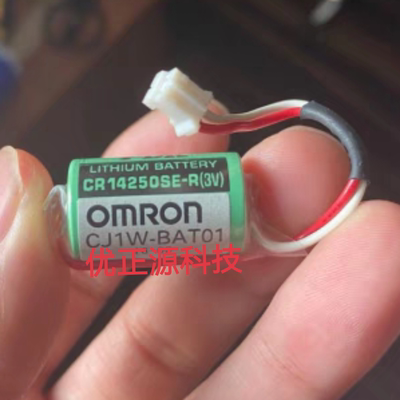 LITHIUM BATTERY
CR14250SE-R(3V)
OMRON
CJ1W-BAT01
优正源科技